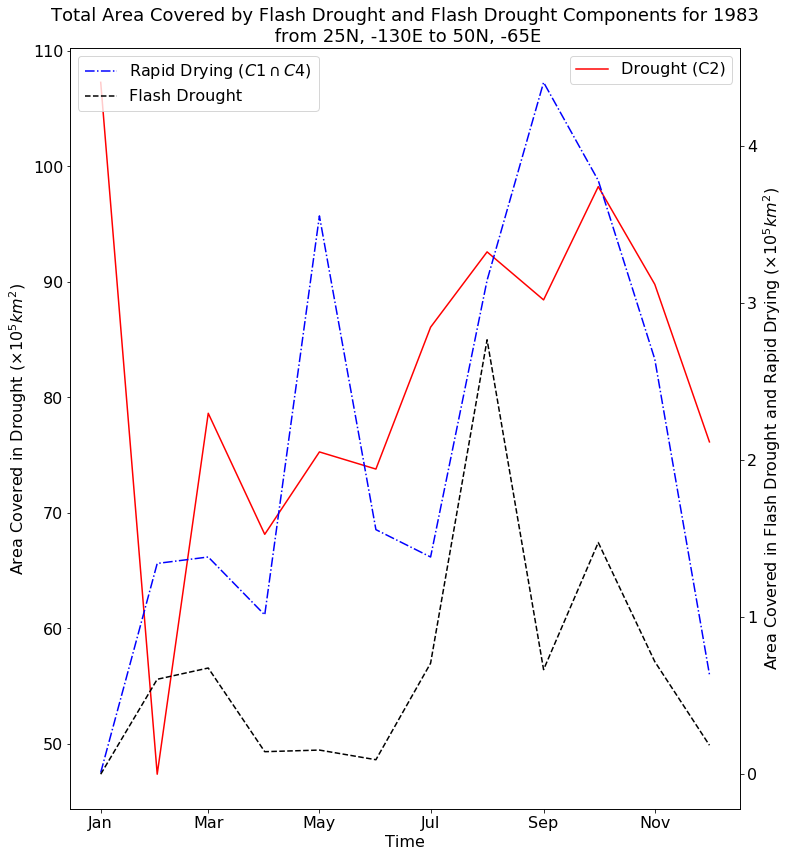 Total Area Covered by Flash Drought and Flash Drought Components for 1983
from 25N, -130E to 50N, -65E
Rapid Drying (C1 ∩ C4)
Flash Drought
Drought (C2)
Area Covered in Drought (×10⁵km²)
110
100
90
80
70
60
50
Area Covered in Flash Drought and Rapid Drying (×10⁵km²)
4
3
2
1
0
Jan Mar May Jul Sep Nov
Time